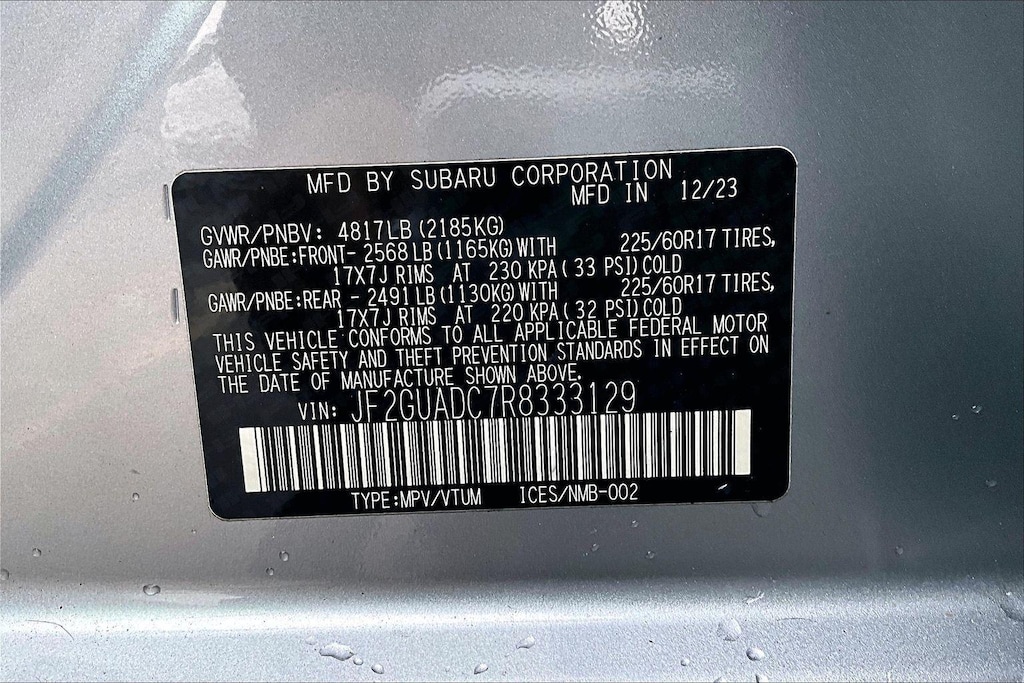 MFD BY SUBARU CORPORATION
MFD IN 12/23
GVWR/PNBV: 4817LB (2185KG)
GAWR/PNBE:FRONT- 2568 LB (1165KG) WITH 225/60R17 TIRES,
17X7J RIMS AT 230 KPA ( 33 PSI) COLD
GAWR/PNBE:REAR - 2491 LB (1130KG) WITH 225/60R17 TIRES,
17X7J RIMS AT 220 KPA ( 32 PSI) COLD
THIS VEHICLE CONFORMS TO ALL APPLICABLE FEDERAL MOTOR
VEHICLE SAFETY AND THEFT PREVENTION STANDARDS IN EFFECT ON
THE DATE OF MANUFACTURE SHOWN ABOVE.
VIN: JF2GUADC7R8333129
TYPE:MPV/VTUM ICES/NMB-002